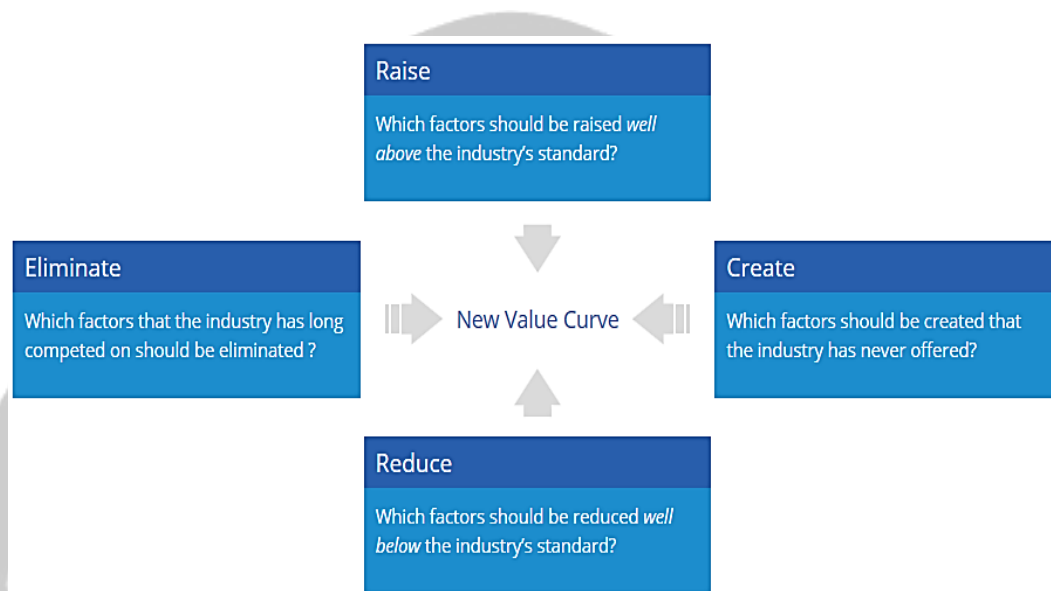 Raise
Which factors should be raised well
above the industry's standard?
Eliminate
Which factors that the industry has long
competed on should be eliminated ?
New Value Curve
Create
Which factors should be created that
the industry has never offered?
Reduce
Which factors should be reduced well
below the industry's standard?